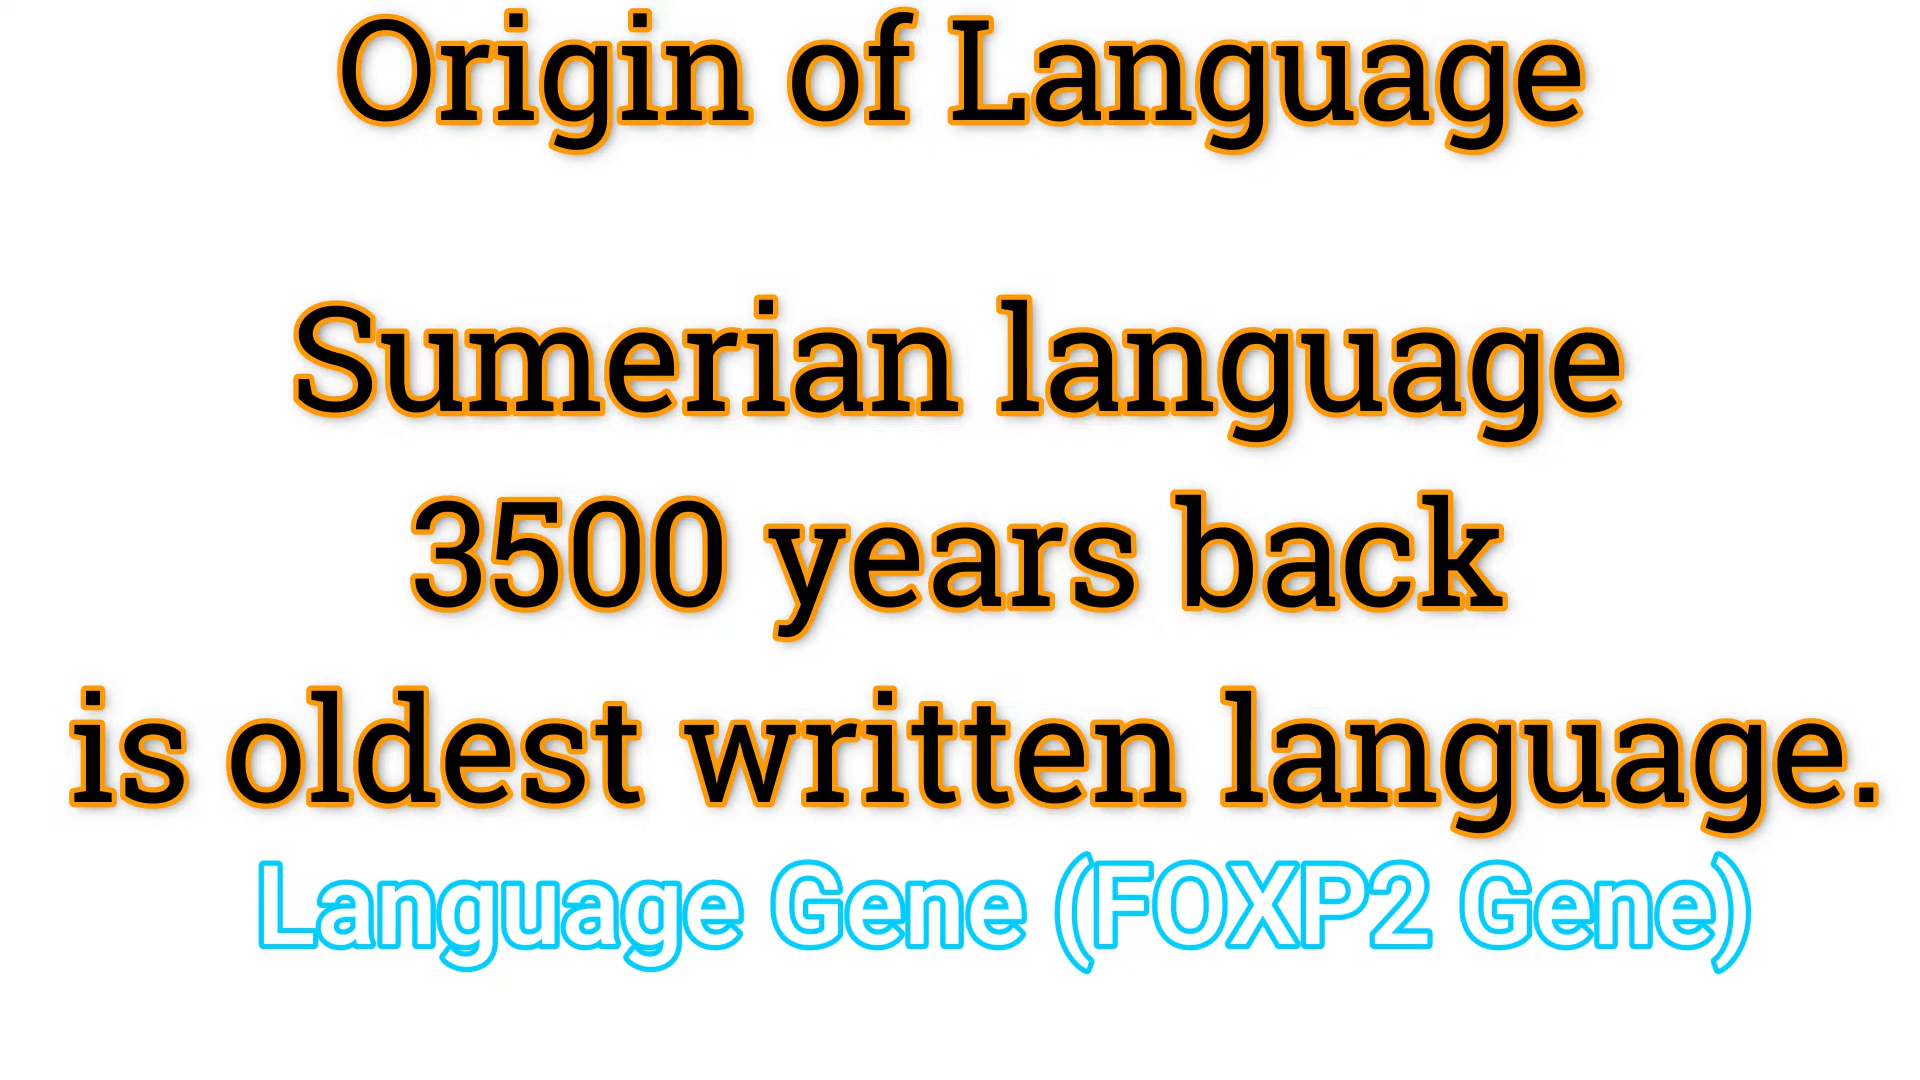 Origin of Language
Sumerian language
3500 years back
is oldest written language.
Language Gene (FOXP2 Gene)